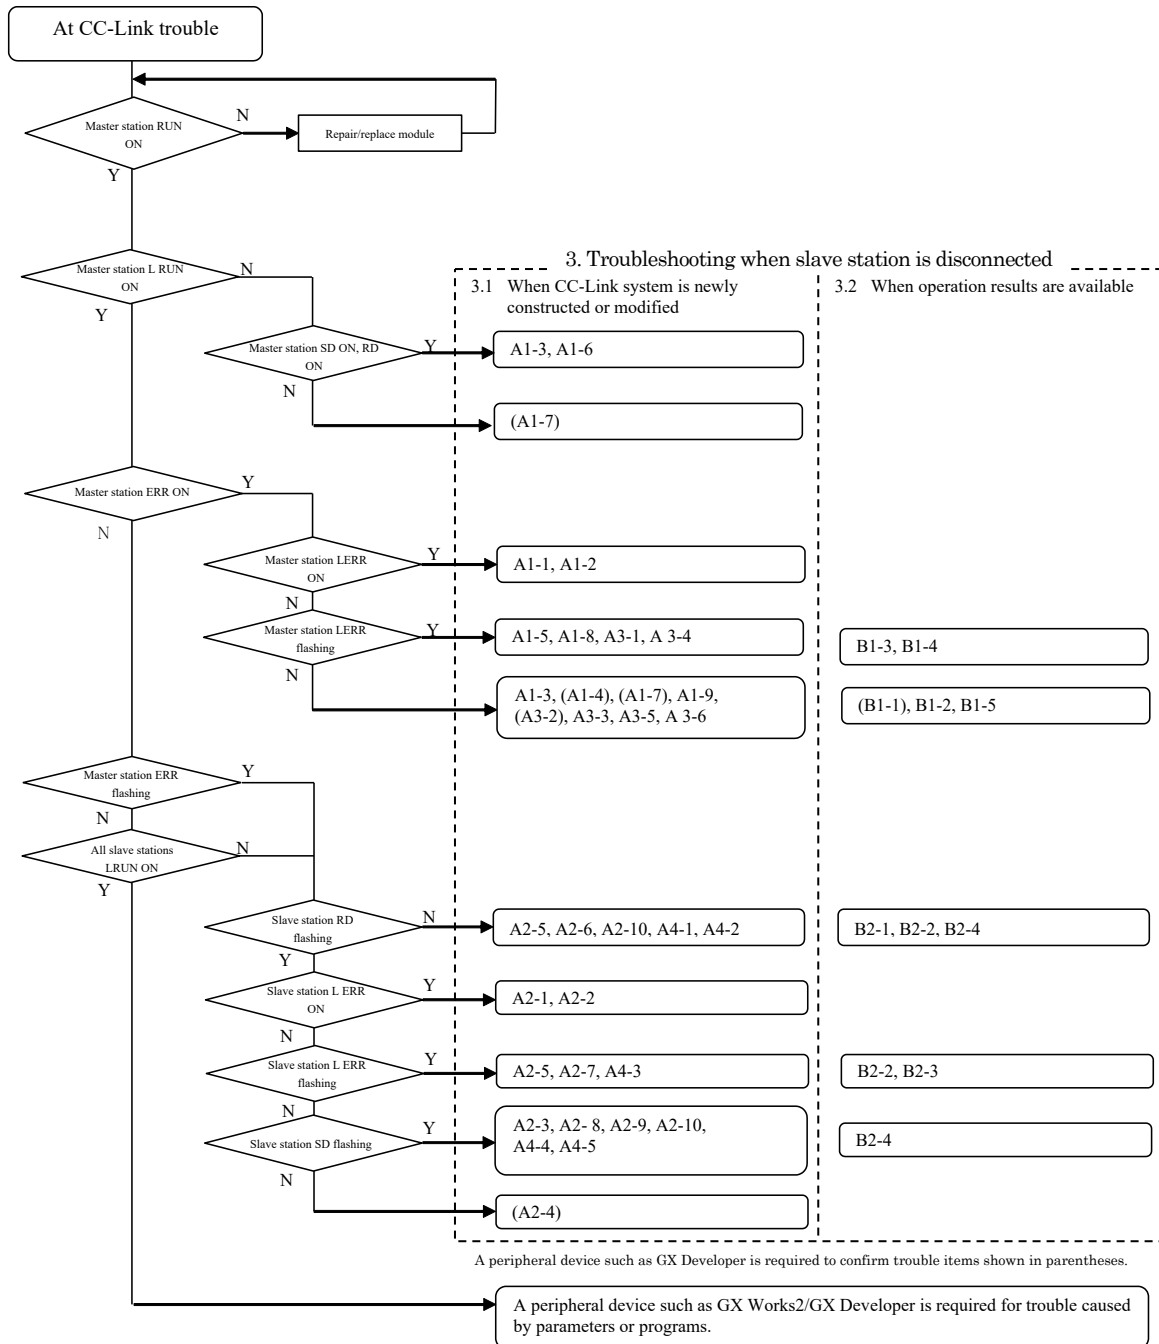 At CC-Link trouble
N
Master station RUN
ON
Repair/replace module
Y
3. Troubleshooting when slave station is disconnected
Master station L RUN
ON
N
3.1 When CC-Link system is newly
constructed or modified
3.2 When operation results are available
Y
Master station SD ON, RD
ON
Y
A1-3, A1-6
N
(A1-7)
Master station ERR ON
Y
N
Master station LERR
ON
Y
A1-1, A1-2
N
Master station LERR
flashing
Y
A1-5, A1-8, A3-1, A 3-4
B1-3, B1-4
N
A1-3, (A1-4), (A1-7), A1-9,
(A3-2), A3-3, A3-5, A 3-6
(B1-1), B1-2, B1-5
Master station ERR
flashing
Y
N
All slave stations
LRUN ON
N
Y
Slave station RD
flashing
N
A2-5, A2-6, A2-10, A4-1, A4-2
B2-1, B2-2, B2-4
Y
Slave station L ERR
ON
Y
A2-1, A2-2
N
Slave station L ERR
flashing
Y
A2-5, A2-7, A4-3
B2-2, B2-3
N
Slave station SD flashing
Y
A2-3, A2- 8, A2-9, A2-10,
A4-4, A4-5
B2-4
N
(A2-4)
A peripheral device such as GX Developer is required to confirm trouble items shown in parentheses.
A peripheral device such as GX Works2/GX Developer is required for trouble caused
by parameters or programs.